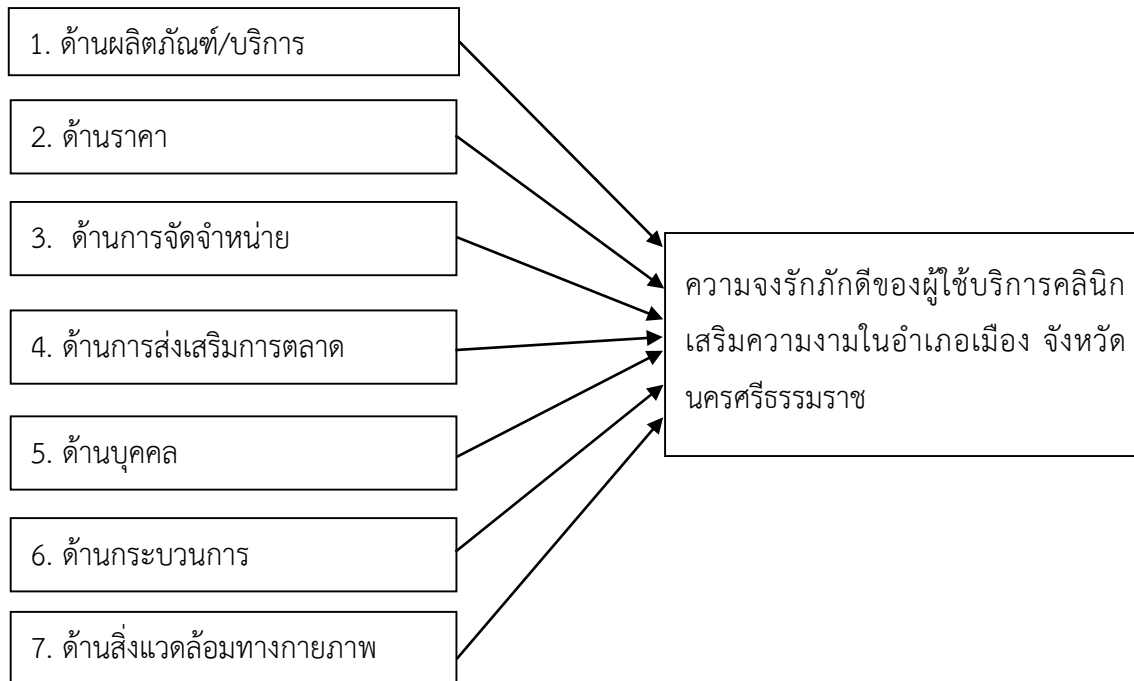 1. ด้านผลิตภัณฑ์/บริการ
2. ด้านราคา
3. ด้านการจัดจำหน่าย
4. ด้านการส่งเสริมการตลาด
5. ด้านบุคคล
6. ด้านกระบวนการ
7. ด้านสิ่งแวดล้อมทางกายภาพ
ความจงรักภักดีของผู้ใช้บริการคลินิก
เสริมความงามในอำเภอเมือง จังหวัด
นครศรีธรรมราช